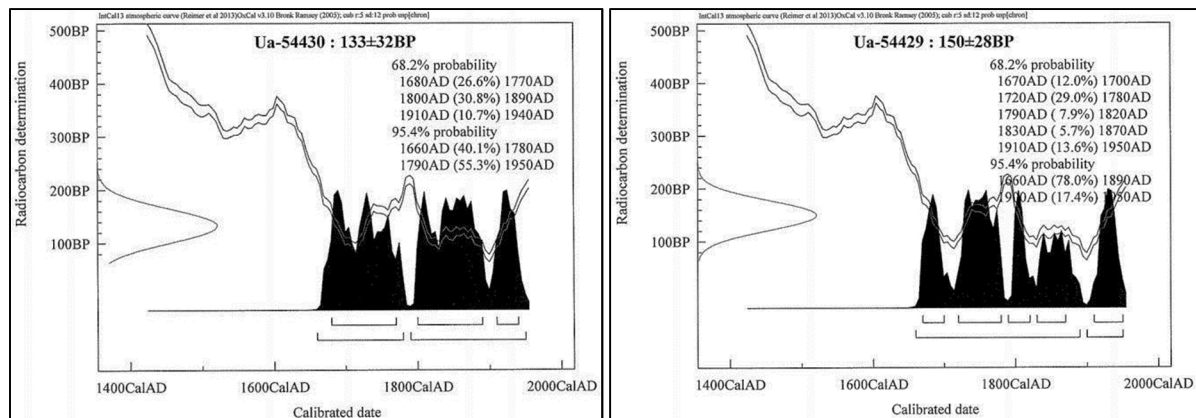 IntCal13 atmospheric curve (Reimer et al 2013)OxCal v3.10 Bronk Ramsey (2005); cub r:5 sd:12 prob usp[chron]
500BP
Ua-54430 : 133±32BP
68.2% probability
1680AD (26.6%) 1770AD
400BP
1800AD (30.8%) 1890AD
1910AD (10.7%) 1940AD
95.4% probability
300BP
1660AD (40.1%) 1780AD
1790AD (55.3%) 1950AD
200BP
100BP
Radiocarbon determination
1400CalAD
1600CalAD
1800CalAD
2000CalAD
Calibrated date
IntCal13 atmospheric curve (Reimer et al 2013)OxCal v3.10 Bronk Ramsey (2005); cub r:5 sd:12 prob usp[chron]
500BP
Ua-54429 : 150±28BP
68.2% probability
1670AD (12.0%) 1700AD
400BP
1720AD (29.0%) 1780AD
1790AD ( 7.9%) 1820AD
1830AD ( 5.7%) 1870AD
300BP
1910AD (13.6%) 1950AD
95.4% probability
1660AD (78.0%) 1890AD
200BP
1900AD (17.4%) 1950AD
100BP
Radiocarbon determination
1400CalAD
1600CalAD
1800CalAD
2000CalAD
Calibrated date